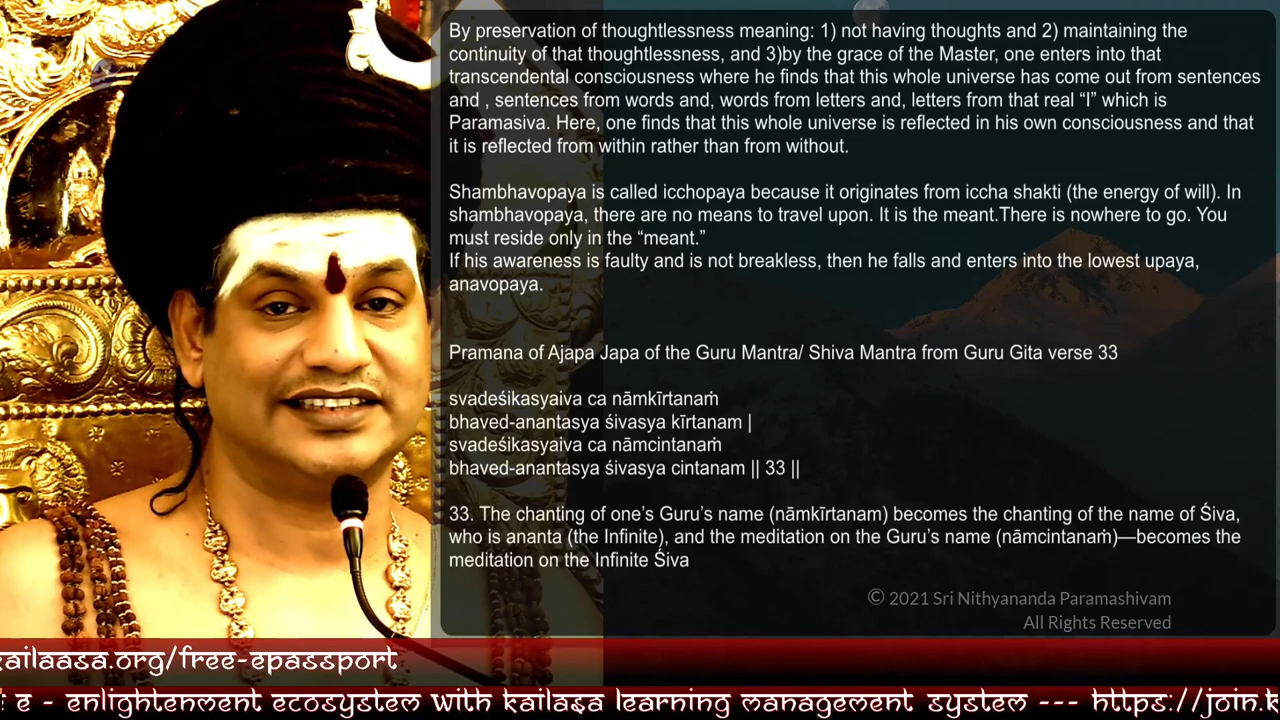 By preservation of thoughtlessness meaning: 1) not having thoughts and 2) maintaining the
continuity of that thoughtlessness, and 3)by the grace of the Master, one enters into that
transcendental consciousness where he finds that this whole universe has come out from sentences
and , sentences from words and, words from letters and, letters from that real “I” which is
Paramasiva. Here, one finds that this whole universe is reflected in his own consciousness and that
it is reflected from within rather than from without.
Shambhavopaya is called icchopaya because it originates from iccha shakti (the energy of will). In
shambhavopaya, there are no means to travel upon. It is the meant.There is nowhere to go. You
must reside only in the “meant.”
If his awareness is faulty and is not breakless, then he falls and enters into the lowest upaya,
anavopaya.
Pramana of Ajapa Japa of the Guru Mantra/ Shiva Mantra from Guru Gita verse 33
svadeśikasyaiva ca nāmkīrtanaṁ
bhaved-anantasya śivasya kīrtanam |
svadeśikasyaiva ca nāmcintanaṁ
bhaved-anantasya śivasya cintanam || 33 ||
33. The chanting of one’s Guru’s name (nāmkīrtanam) becomes the chanting of the name of Śiva,
who is ananta (the Infinite), and the meditation on the Guru’s name (nāmcintanaṁ)—becomes the
meditation on the Infinite Śiva
© 2021 Sri Nithyananda Paramashivam
All Rights Reserved
kailaasa.org/free-epassport
e - enlightenment ecosystem with kailasa learning management system --- https://join.k